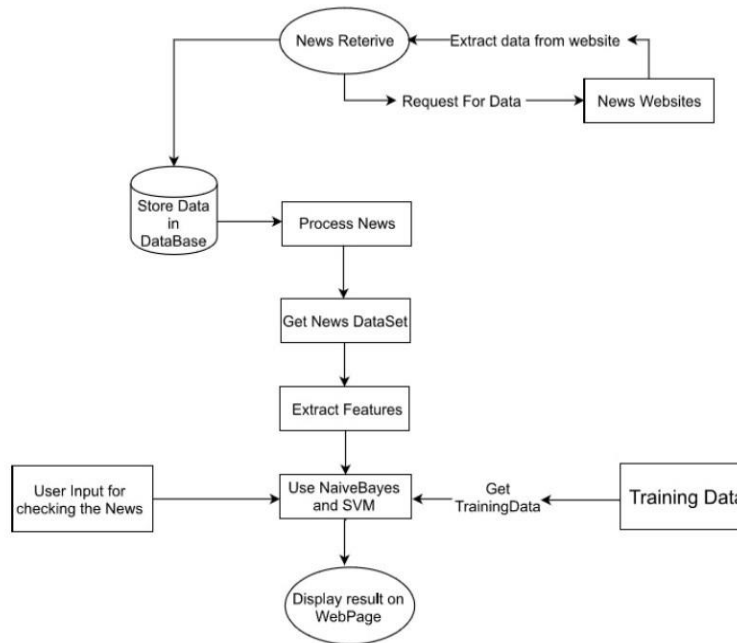 News Reterive
Extract data from website
Request For Data
News Websites
Store Data
in
DataBase
Process News
Get News DataSet
Extract Features
User Input for
checking the News
Use NaiveBayes
and SVM
Get
TrainingData
Training Data
Display result on
WebPage